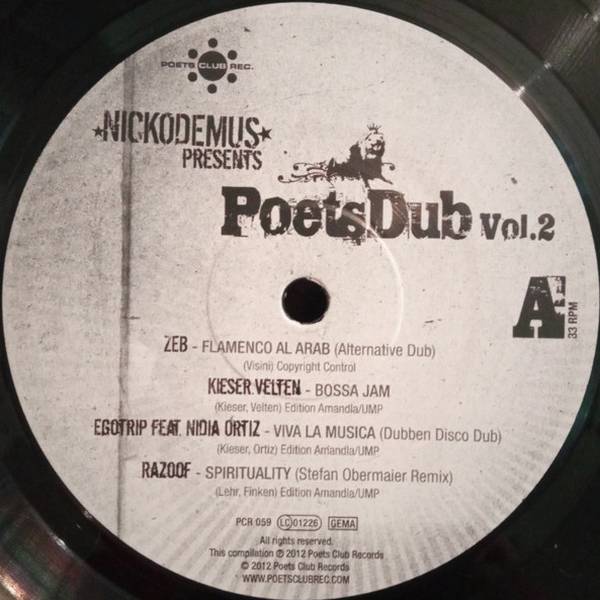 POETS CLUB REC.
★NICKODEMUS★
PRESENTS
PoetsDub Vol.2
A
33 RPM
ZEB - FLAMENCO AL ARAB (Alternative Dub)
(Visini) Copyright Control
KIESER.VELTEN - BOSSA JAM
(Kieser, Velten) Edition Amandla/UMP
EGOTRIP FEAT. NIDIA ORTIZ - VIVA LA MUSICA (Dubben Disco Dub)
(Kieser, Ortiz) Edition Amandla/UMP
RAZOOF - SPIRITUALITY (Stefan Obermaier Remix)
(Lehr, Finken) Edition Amandla/UMP
PCR 059 LC 01226 GEMA
All rights reserved.
This compilation ℗ 2012 Poets Club Records
© 2012 Poets Club Records
WWW.POETSCLUBREC.COM